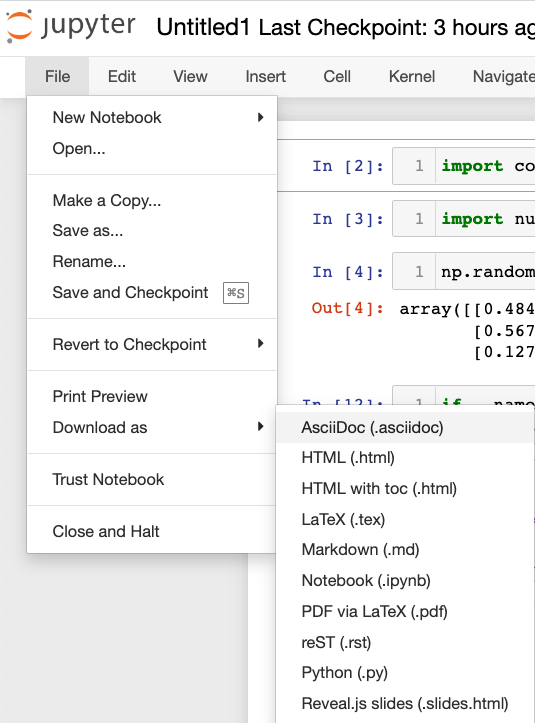 jupyter Untitled1 Last Checkpoint: 3 hours ag
File Edit View Insert Cell Kernel Navigate
New Notebook
Open...
Make a Copy...
Save as...
Rename...
Save and Checkpoint ⌘S
Revert to Checkpoint
Print Preview
Download as
Trust Notebook
Close and Halt
In [2]: 1 import co
In [3]: 1 import nu
In [4]: 1 np.random
Out[4]: array([[0.484
[0.567
[0.127
In [12]: 1 if name
AsciiDoc (.asciidoc)
HTML (.html)
HTML with toc (.html)
LaTeX (.tex)
Markdown (.md)
Notebook (.ipynb)
PDF via LaTeX (.pdf)
reST (.rst)
Python (.py)
Reveal.js slides (.slides.html)